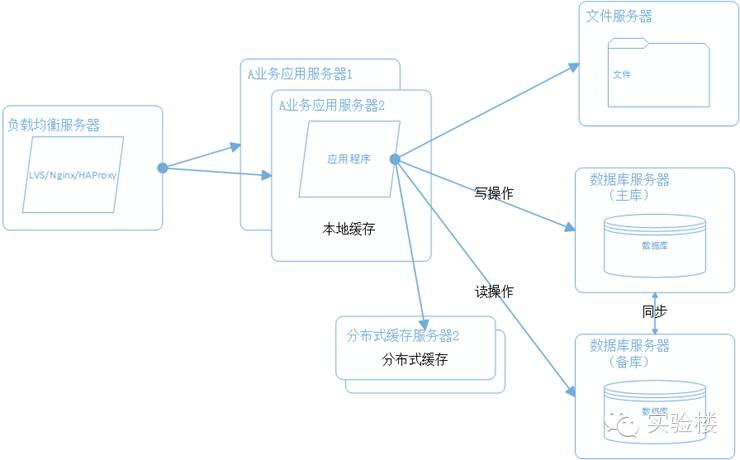 文件服务器
文件
A业务应用服务器1
A业务应用服务器2
应用程序
本地缓存
负载均衡服务器
LVS/Nginx/HAProxy
写操作
读操作
数据库服务器
（主库）
数据库
同步
数据库服务器
（备库）
数据库
分布式缓存服务器2
分布式缓存
实验楼